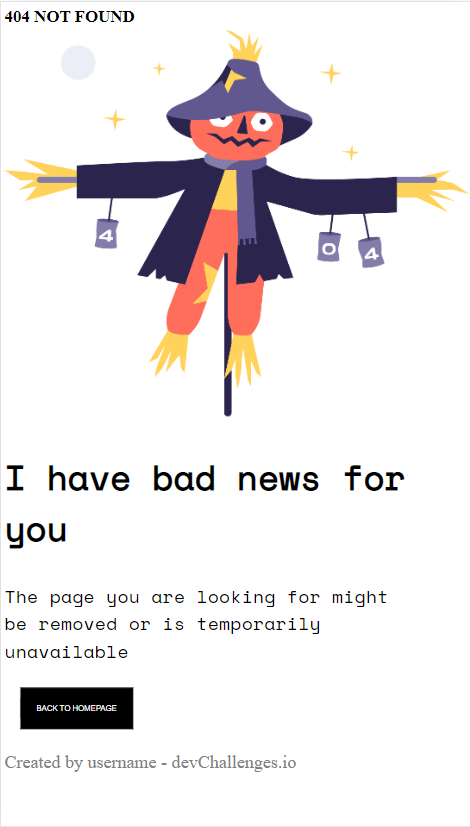 404 NOT FOUND
4
0
4
I have bad news for
you
The page you are looking for might
be removed or is temporarily
unavailable
BACK TO HOMEPAGE
Created by username - devChallenges.io